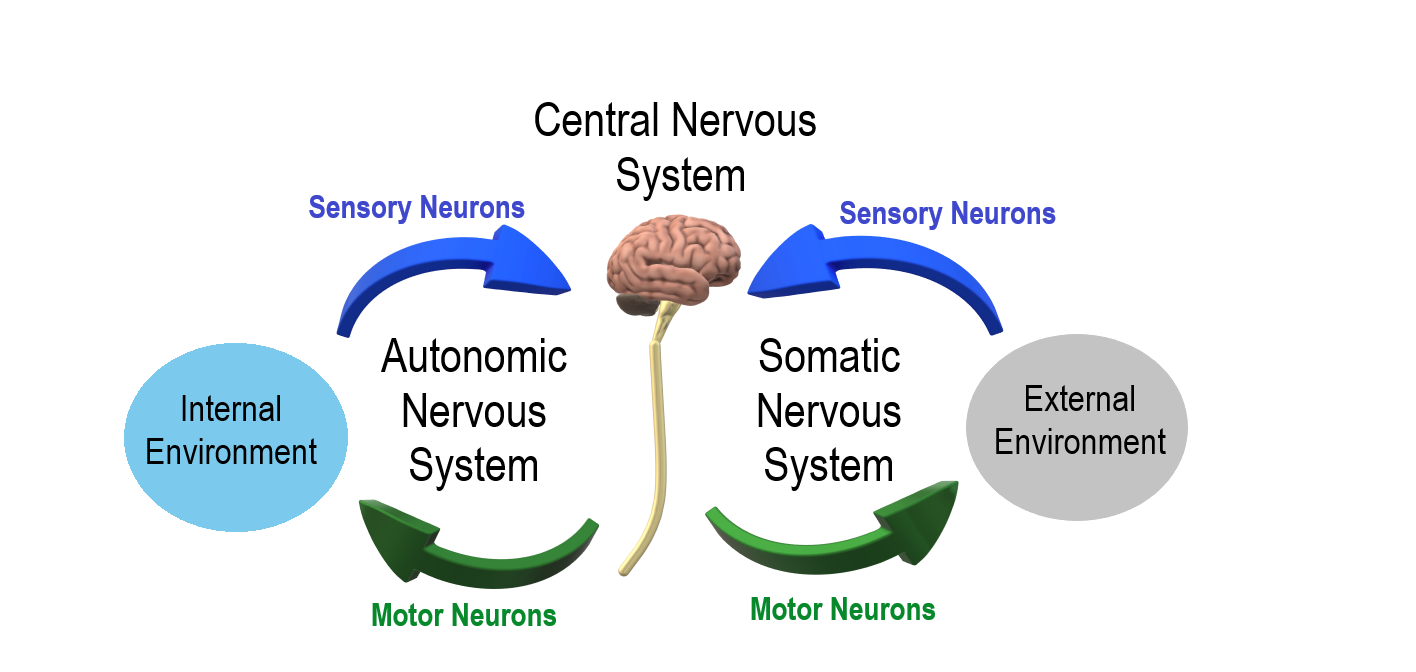 Central Nervous
System
Sensory Neurons
Sensory Neurons
Autonomic
Nervous
System
Somatic
Nervous
System
Internal
Environment
External
Environment
Motor Neurons
Motor Neurons